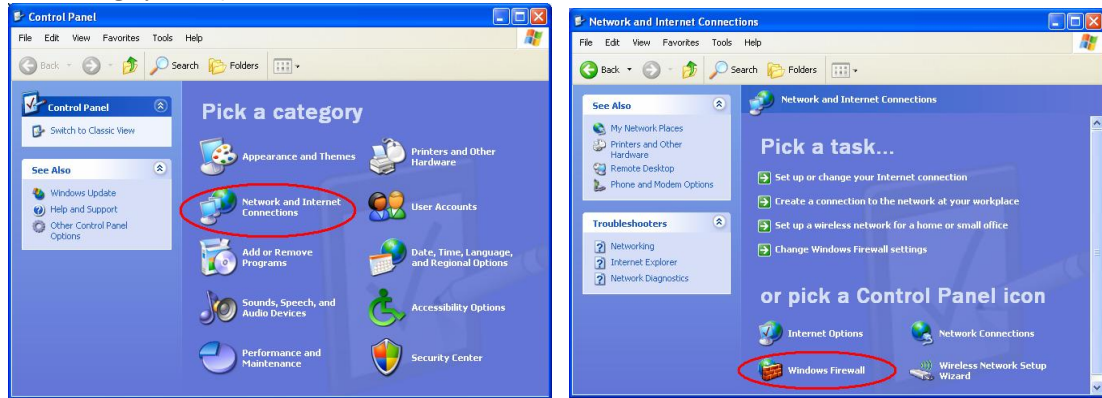 Control Panel
File Edit View Favorites Tools Help
Back Search Folders
Control Panel
Switch to Classic View
See Also
Windows Update
Help and Support
Other Control Panel
Options
Pick a category
Appearance and Themes
Printers and Other
Hardware
Network and Internet
Connections
User Accounts
Add or Remove
Programs
Date, Time, Language,
and Regional Options
Sounds, Speech, and
Audio Devices
Accessibility Options
Performance and
Maintenance
Security Center
Network and Internet Connections
File Edit View Favorites Tools Help
Back Search Folders
See Also
My Network Places
Printers and Other
Hardware
Remote Desktop
Phone and Modem Options
Troubleshooters
Networking
Internet Explorer
Network Diagnostics
Network and Internet Connections
Pick a task...
Set up or change your Internet connection
Create a connection to the network at your workplace
Set up a wireless network for a home or small office
Change Windows Firewall settings
or pick a Control Panel icon
Internet Options
Network Connections
Windows Firewall
Wireless Network Setup
Wizard